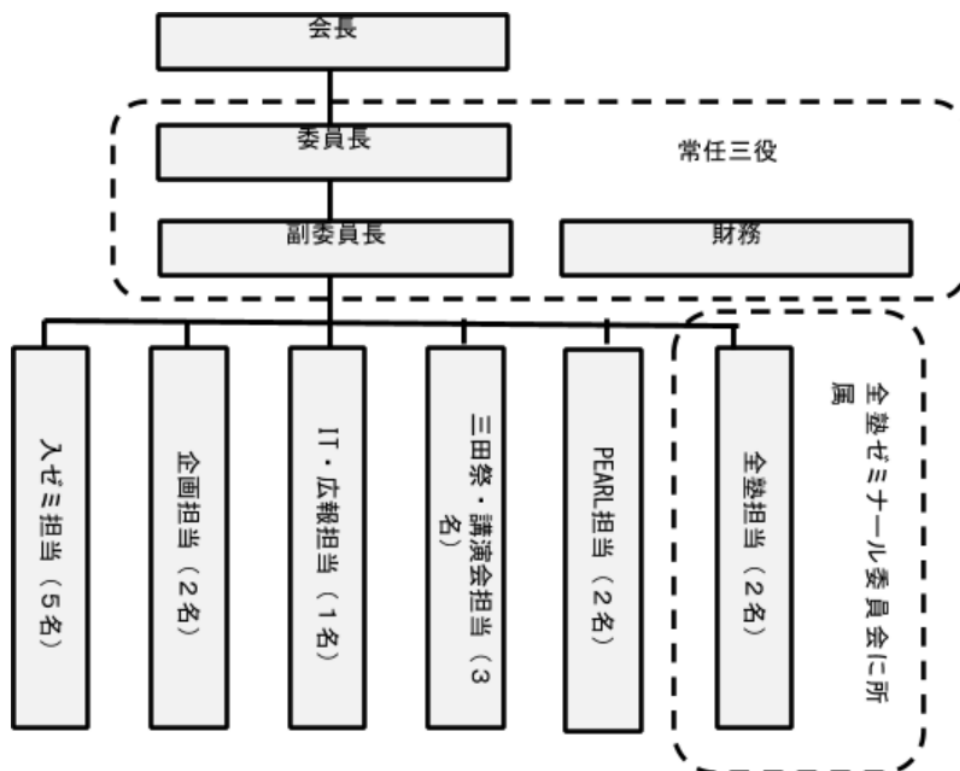 会長
委員長
常任三役
副委員長
財務
入ゼミ担当（5名）
企画担当（2名）
IT・広報担当（1名）
三田祭・講演会担当（3
名）
PEARL担当（2名）
全塾担当（2名）
全塾ゼミナール委員会に所
属